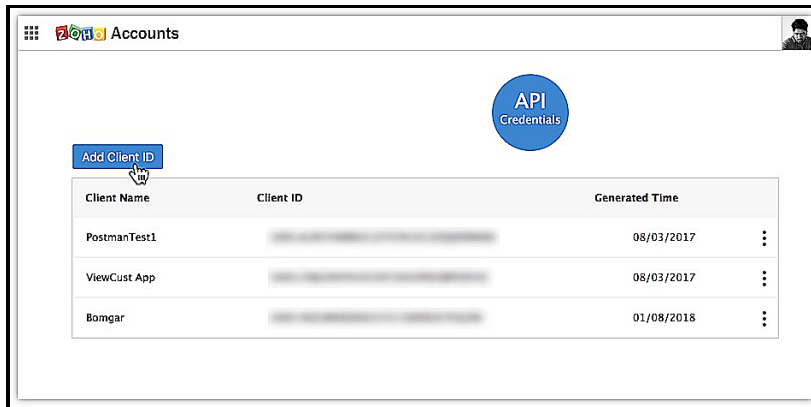 ZOHO Accounts
API
Credentials
Add Client ID
Client Name Client ID Generated Time
PostmanTest1 08/03/2017
ViewCust App 08/03/2017
Bomgar 01/08/2018